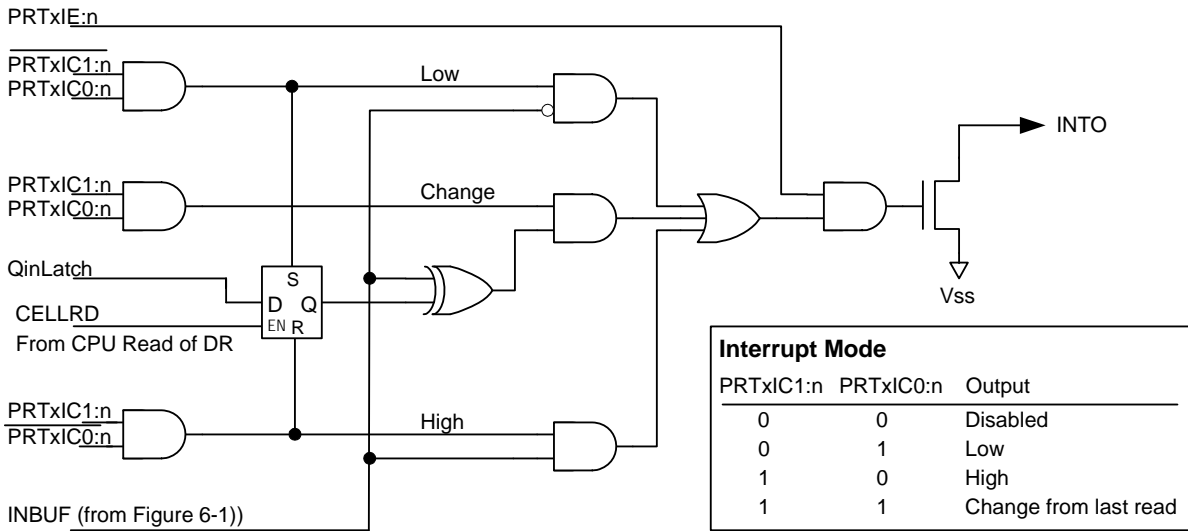 PRTxIE:n
PRTxIC1:n
PRTxIC0:n
Low
INTO
PRTxIC1:n
PRTxIC0:n
Change
QinLatch
S
D Q
EN R
CELLRD
From CPU Read of DR
Vss
PRTxIC1:n
PRTxIC0:n
High
INBUF (from Figure 6-1))
Interrupt Mode
PRTxIC1:n PRTxIC0:n Output
0 0 Disabled
0 1 Low
1 0 High
1 1 Change from last read